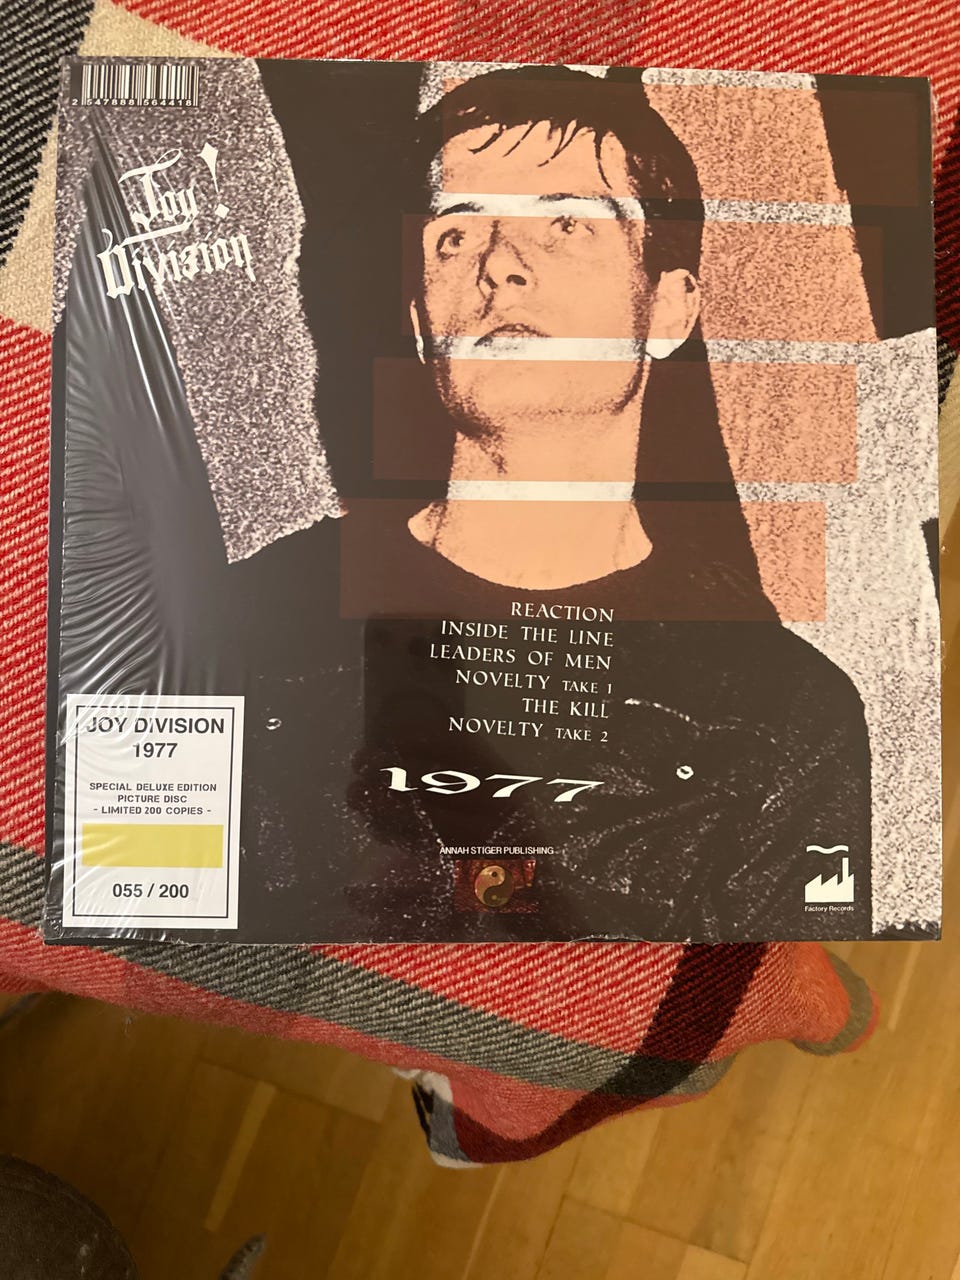 2 547888 564418
Joy!
Division
REACTION
INSIDE THE LINE
LEADERS OF MEN
NOVELTY TAKE 1
THE KILL
NOVELTY TAKE 2
1977
JOY DIVISION
1977
SPECIAL DELUXE EDITION
PICTURE DISC
- LIMITED 200 COPIES -
055 / 200
ANNAH STIGER PUBLISHING
Factory Records